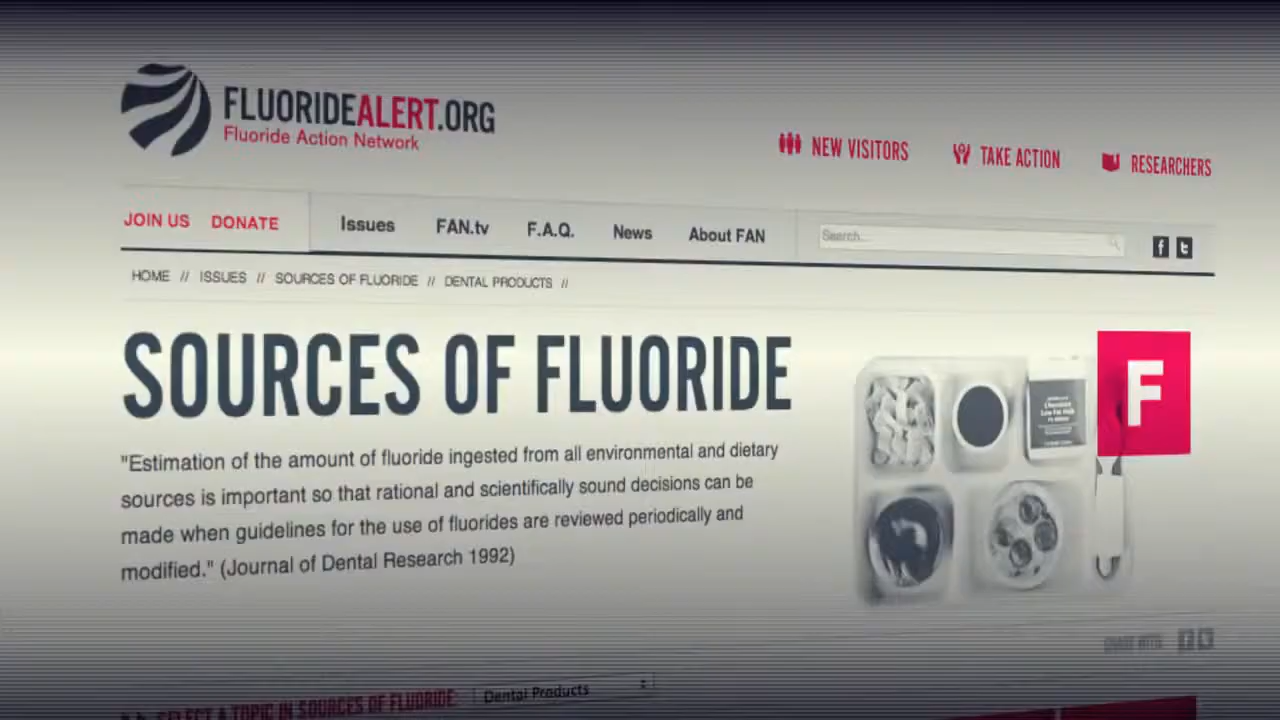 FLUORIDEALERT.ORG
Fluoride Action Network
NEW VISITORS
TAKE ACTION
RESEARCHERS
JOIN US DONATE
Issues FAN.tv F.A.Q. News About FAN
Search...
HOME // ISSUES // SOURCES OF FLUORIDE // DENTAL PRODUCTS //
SOURCES OF FLUORIDE
F
"Estimation of the amount of fluoride ingested from all environmental and dietary
sources is important so that rational and scientifically sound decisions can be
made when guidelines for the use of fluorides are reviewed periodically and
modified." (Journal of Dental Research 1992)
SELECT A TOPIC IN SOURCES OF FLUORIDE: Dental Products